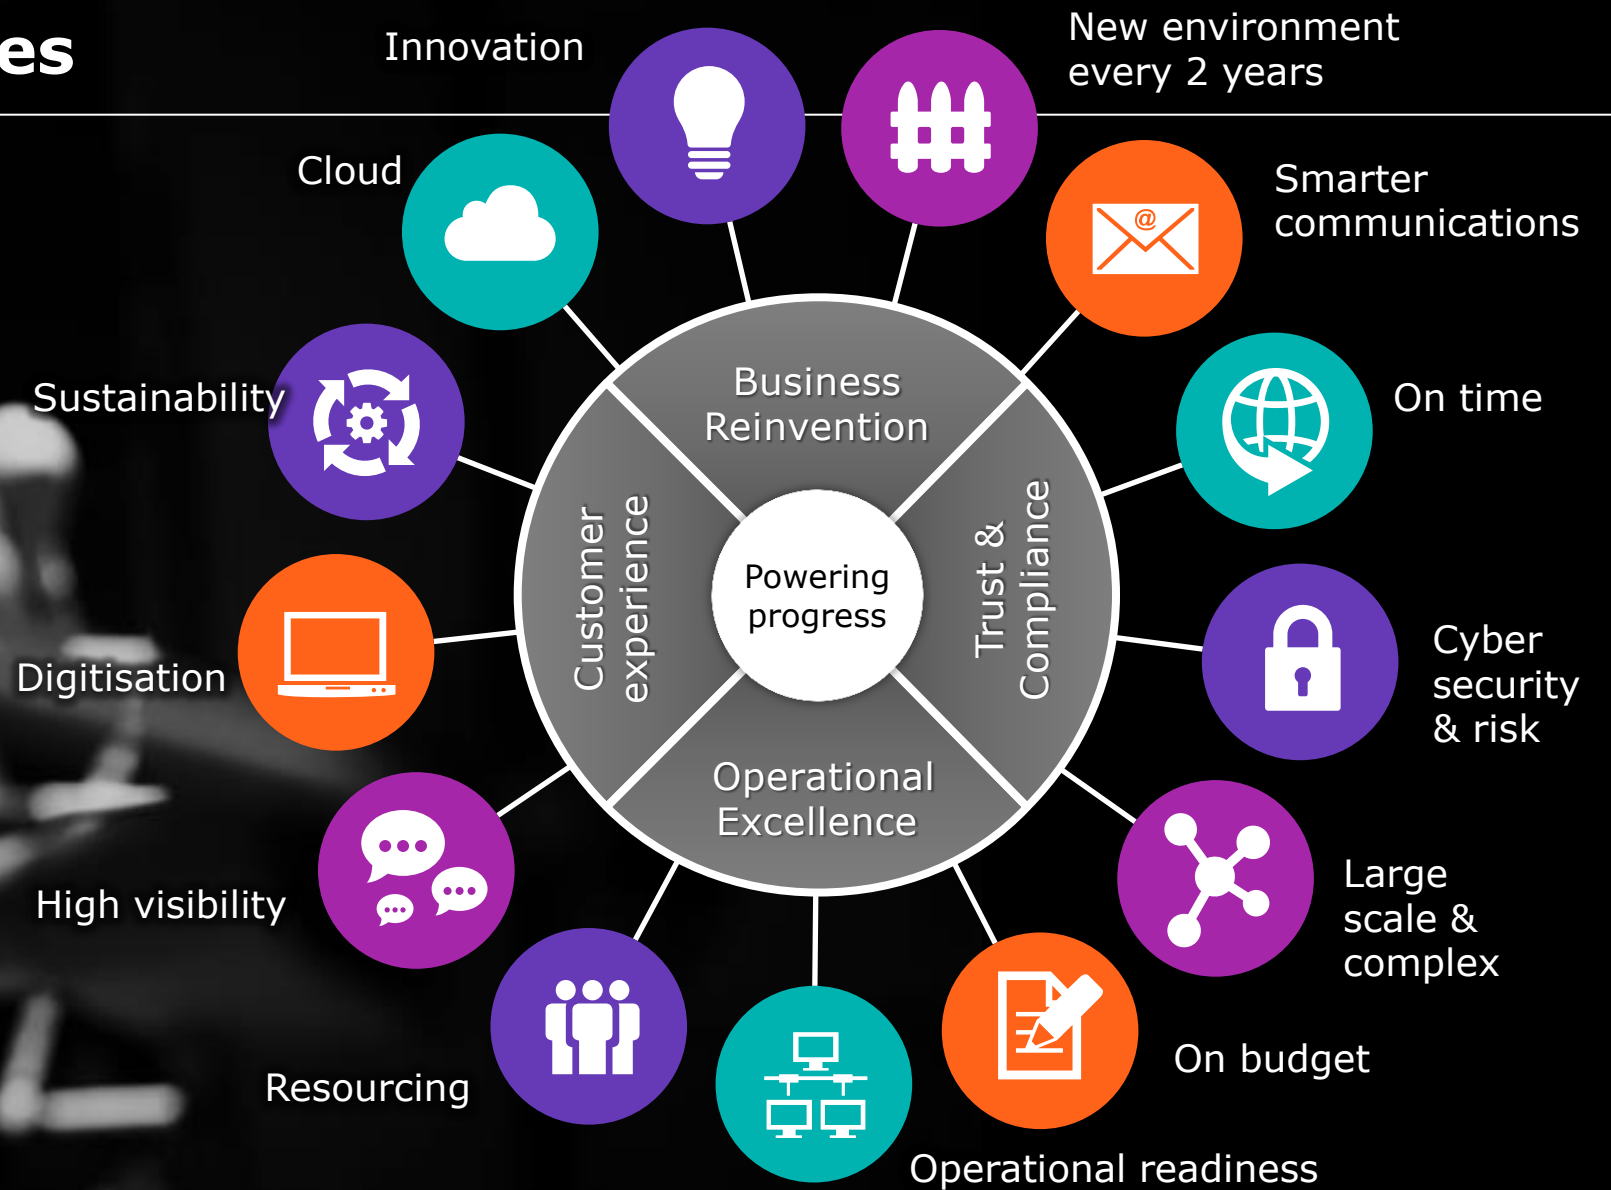 es
Innovation
New environment
every 2 years
Cloud
Smarter
communications
Sustainability
On time
Business
Reinvention
Customer
experience
Powering
progress
Trust &
Compliance
Digitisation
Cyber
security
& risk
Operational
Excellence
High visibility
Large
scale &
complex
Resourcing
On budget
Operational readiness
@